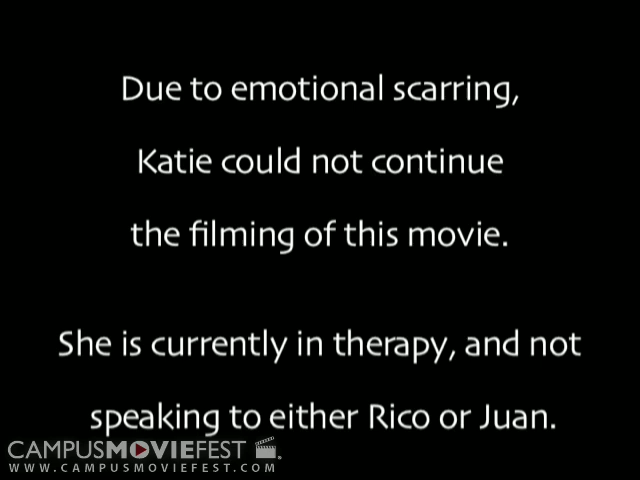 Due to emotional scarring,
Katie could not continue
the filming of this movie.
She is currently in therapy, and not
speaking to either Rico or Juan.
CAMPUSMOVIEFEST
WWW.CAMPUSMOVIEFEST.COM